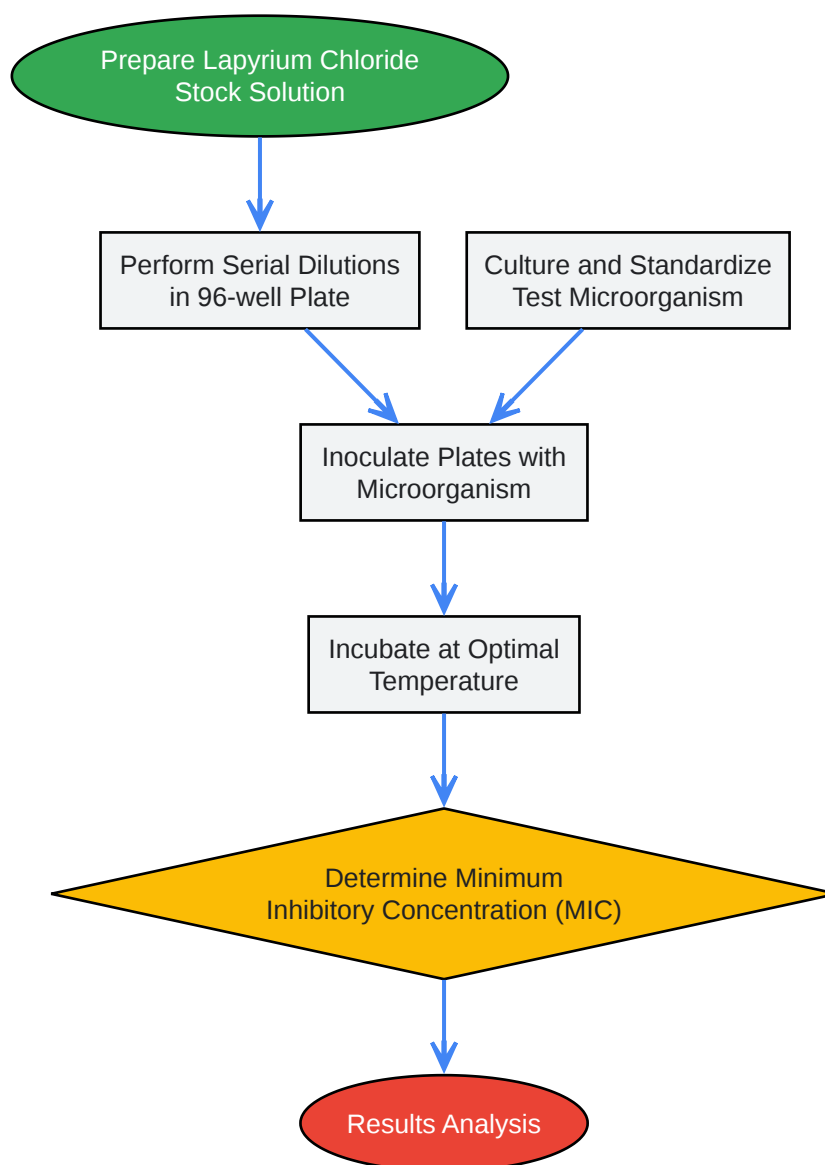 Prepare Lapyrium Chloride
Stock Solution
Perform Serial Dilutions
in 96-well Plate
Culture and Standardize
Test Microorganism
Inoculate Plates with
Microorganism
Incubate at Optimal
Temperature
Determine Minimum
Inhibitory Concentration (MIC)
Results Analysis